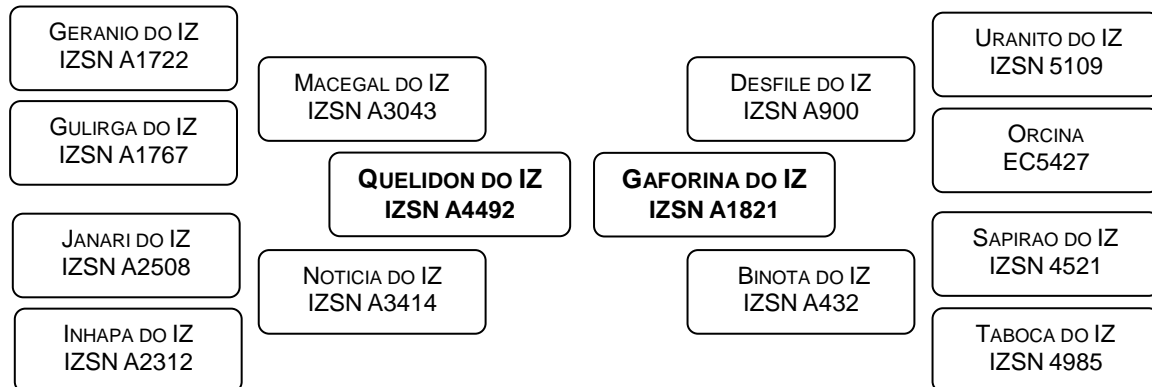 GERANIO DO IZ
IZSN A1722
GULIRGA DO IZ
IZSN A1767
JANARI DO IZ
IZSN A2508
INHAPA DO IZ
IZSN A2312
MACEGAL DO IZ
IZSN A3043
NOTICIA DO IZ
IZSN A3414
QUELIDON DO IZ
IZSN A4492
GAFORINA DO IZ
IZSN A1821
DESFILE DO IZ
IZSN A900
BINOTA DO IZ
IZSN A432
URANITO DO IZ
IZSN 5109
ORCINA
EC5427
SAPIRAO DO IZ
IZSN 4521
TABOCA DO IZ
IZSN 4985